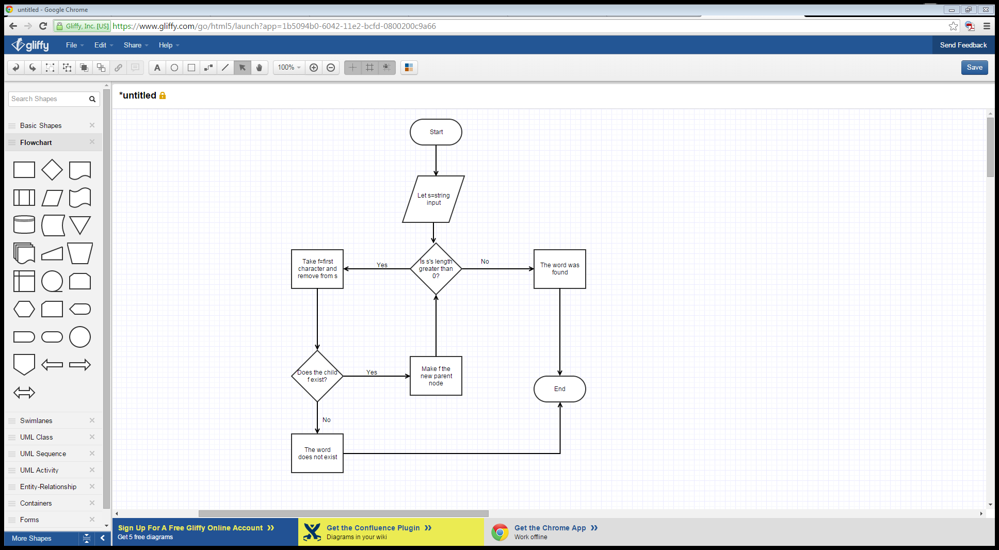 untitled - Google Chrome
Gliffy, Inc. [US] https://www.gliffy.com/go/html5/launch?app=1b5094b0-6042-11e2-bcfd-0800200c9a66
gliffy File Edit Share Help Send Feedback
A 100% Save
Search Shapes
*untitled
Basic Shapes
Flowchart
Swimlanes
UML Class
UML Sequence
UML Activity
Entity-Relationship
Containers
Forms
More Shapes
Start
Let s=string
input
Is s's length
greater than
0?
Yes
No
Take f=first
character and
remove from s
The word was
found
Does the child
f exist?
Yes
Make f the
new parent
node
End
No
The word
does not exist
Sign Up For A Free Gliffy Online Account »
Get 5 free diagrams
Get the Confluence Plugin »
Diagrams in your wiki
Get the Chrome App »
Work offline